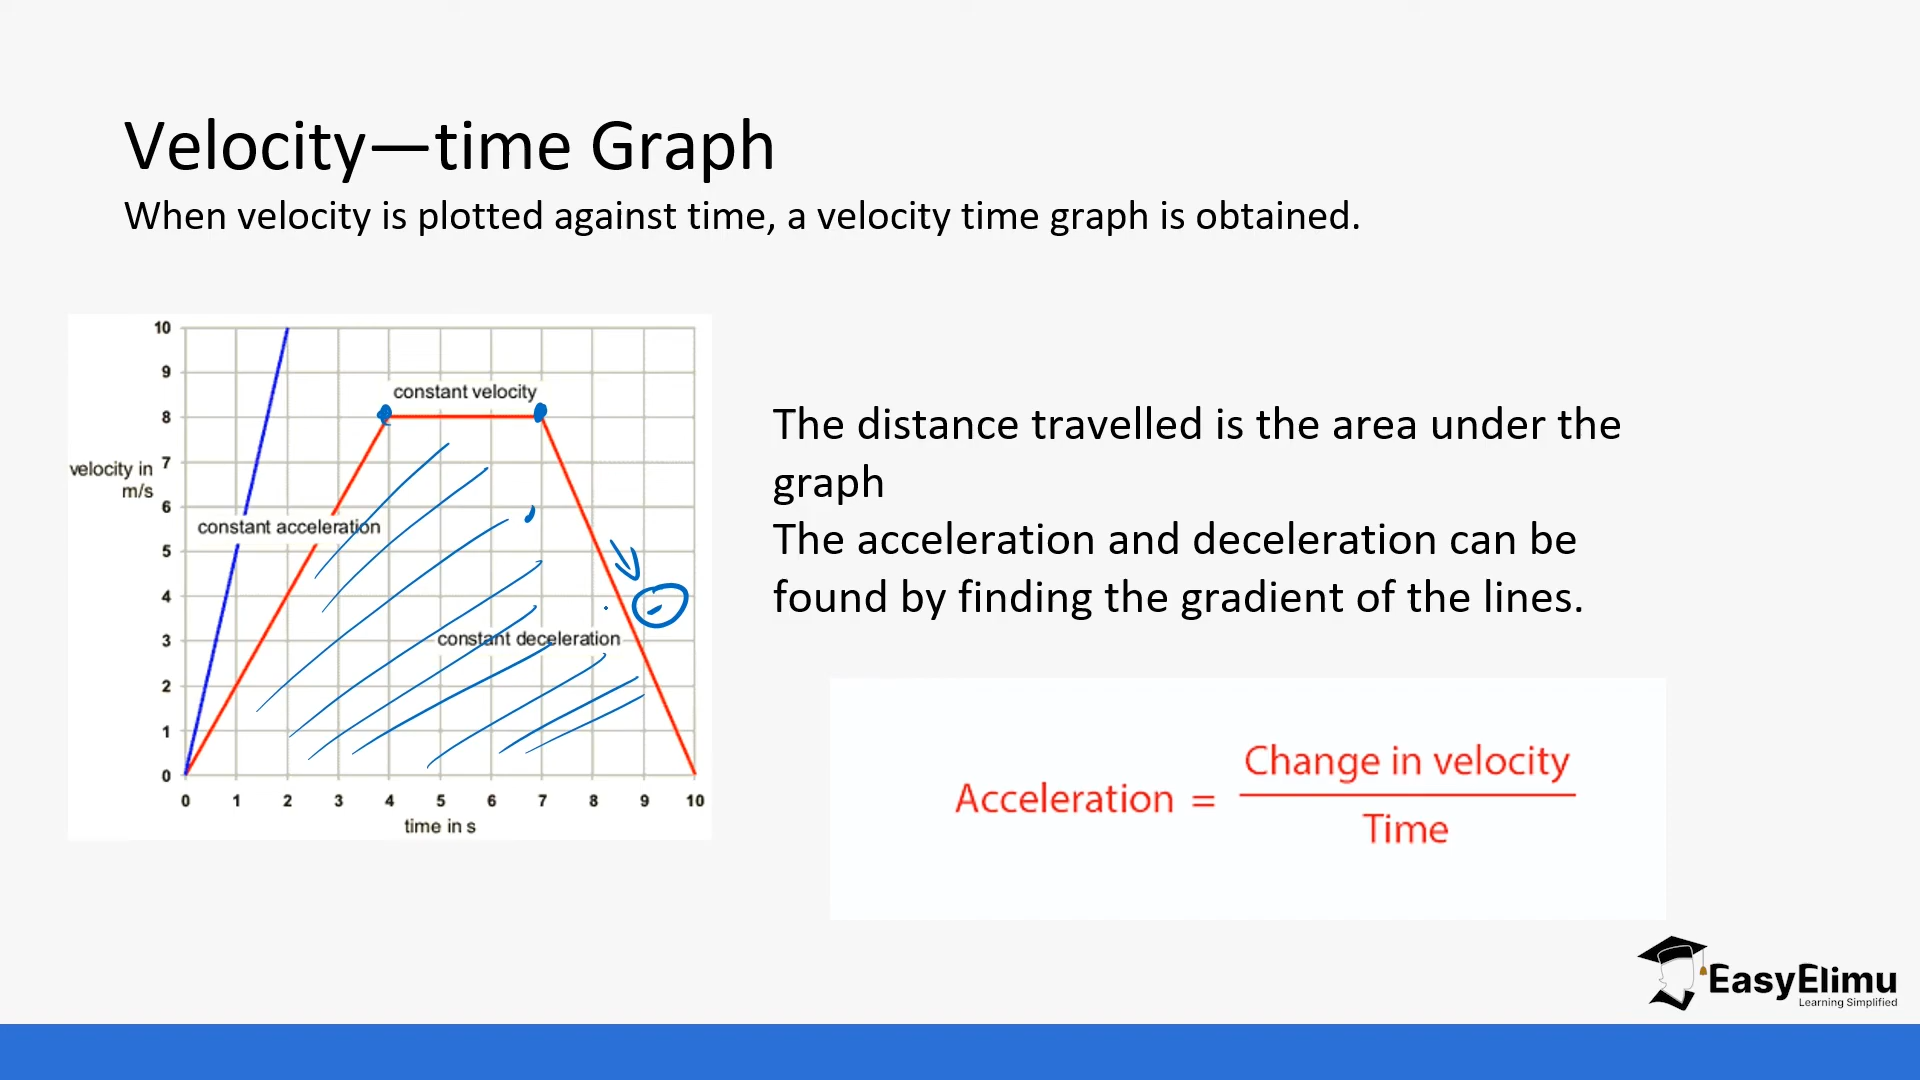 Velocity—time Graph
When velocity is plotted against time, a velocity time graph is obtained.
10
9
8
7
6
5
4
3
2
1
0
velocity in
m/s
constant velocity
constant acceleration
constant deceleration
0 1 2 3 4 5 6 7 8 9 10
time in s
The distance travelled is the area under the
graph
The acceleration and deceleration can be
found by finding the gradient of the lines.
Acceleration = Change in velocity
Time
EasyElimu
Learning Simplified